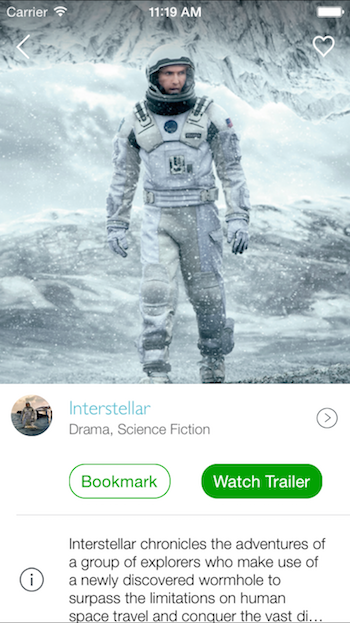 Carrier 11:19 AM
Interstellar
Drama, Science Fiction
Bookmark Watch Trailer
Interstellar chronicles the adventures of
a group of explorers who make use of
a newly discovered wormhole to
surpass the limitations on human
space travel and conquer the vast di…